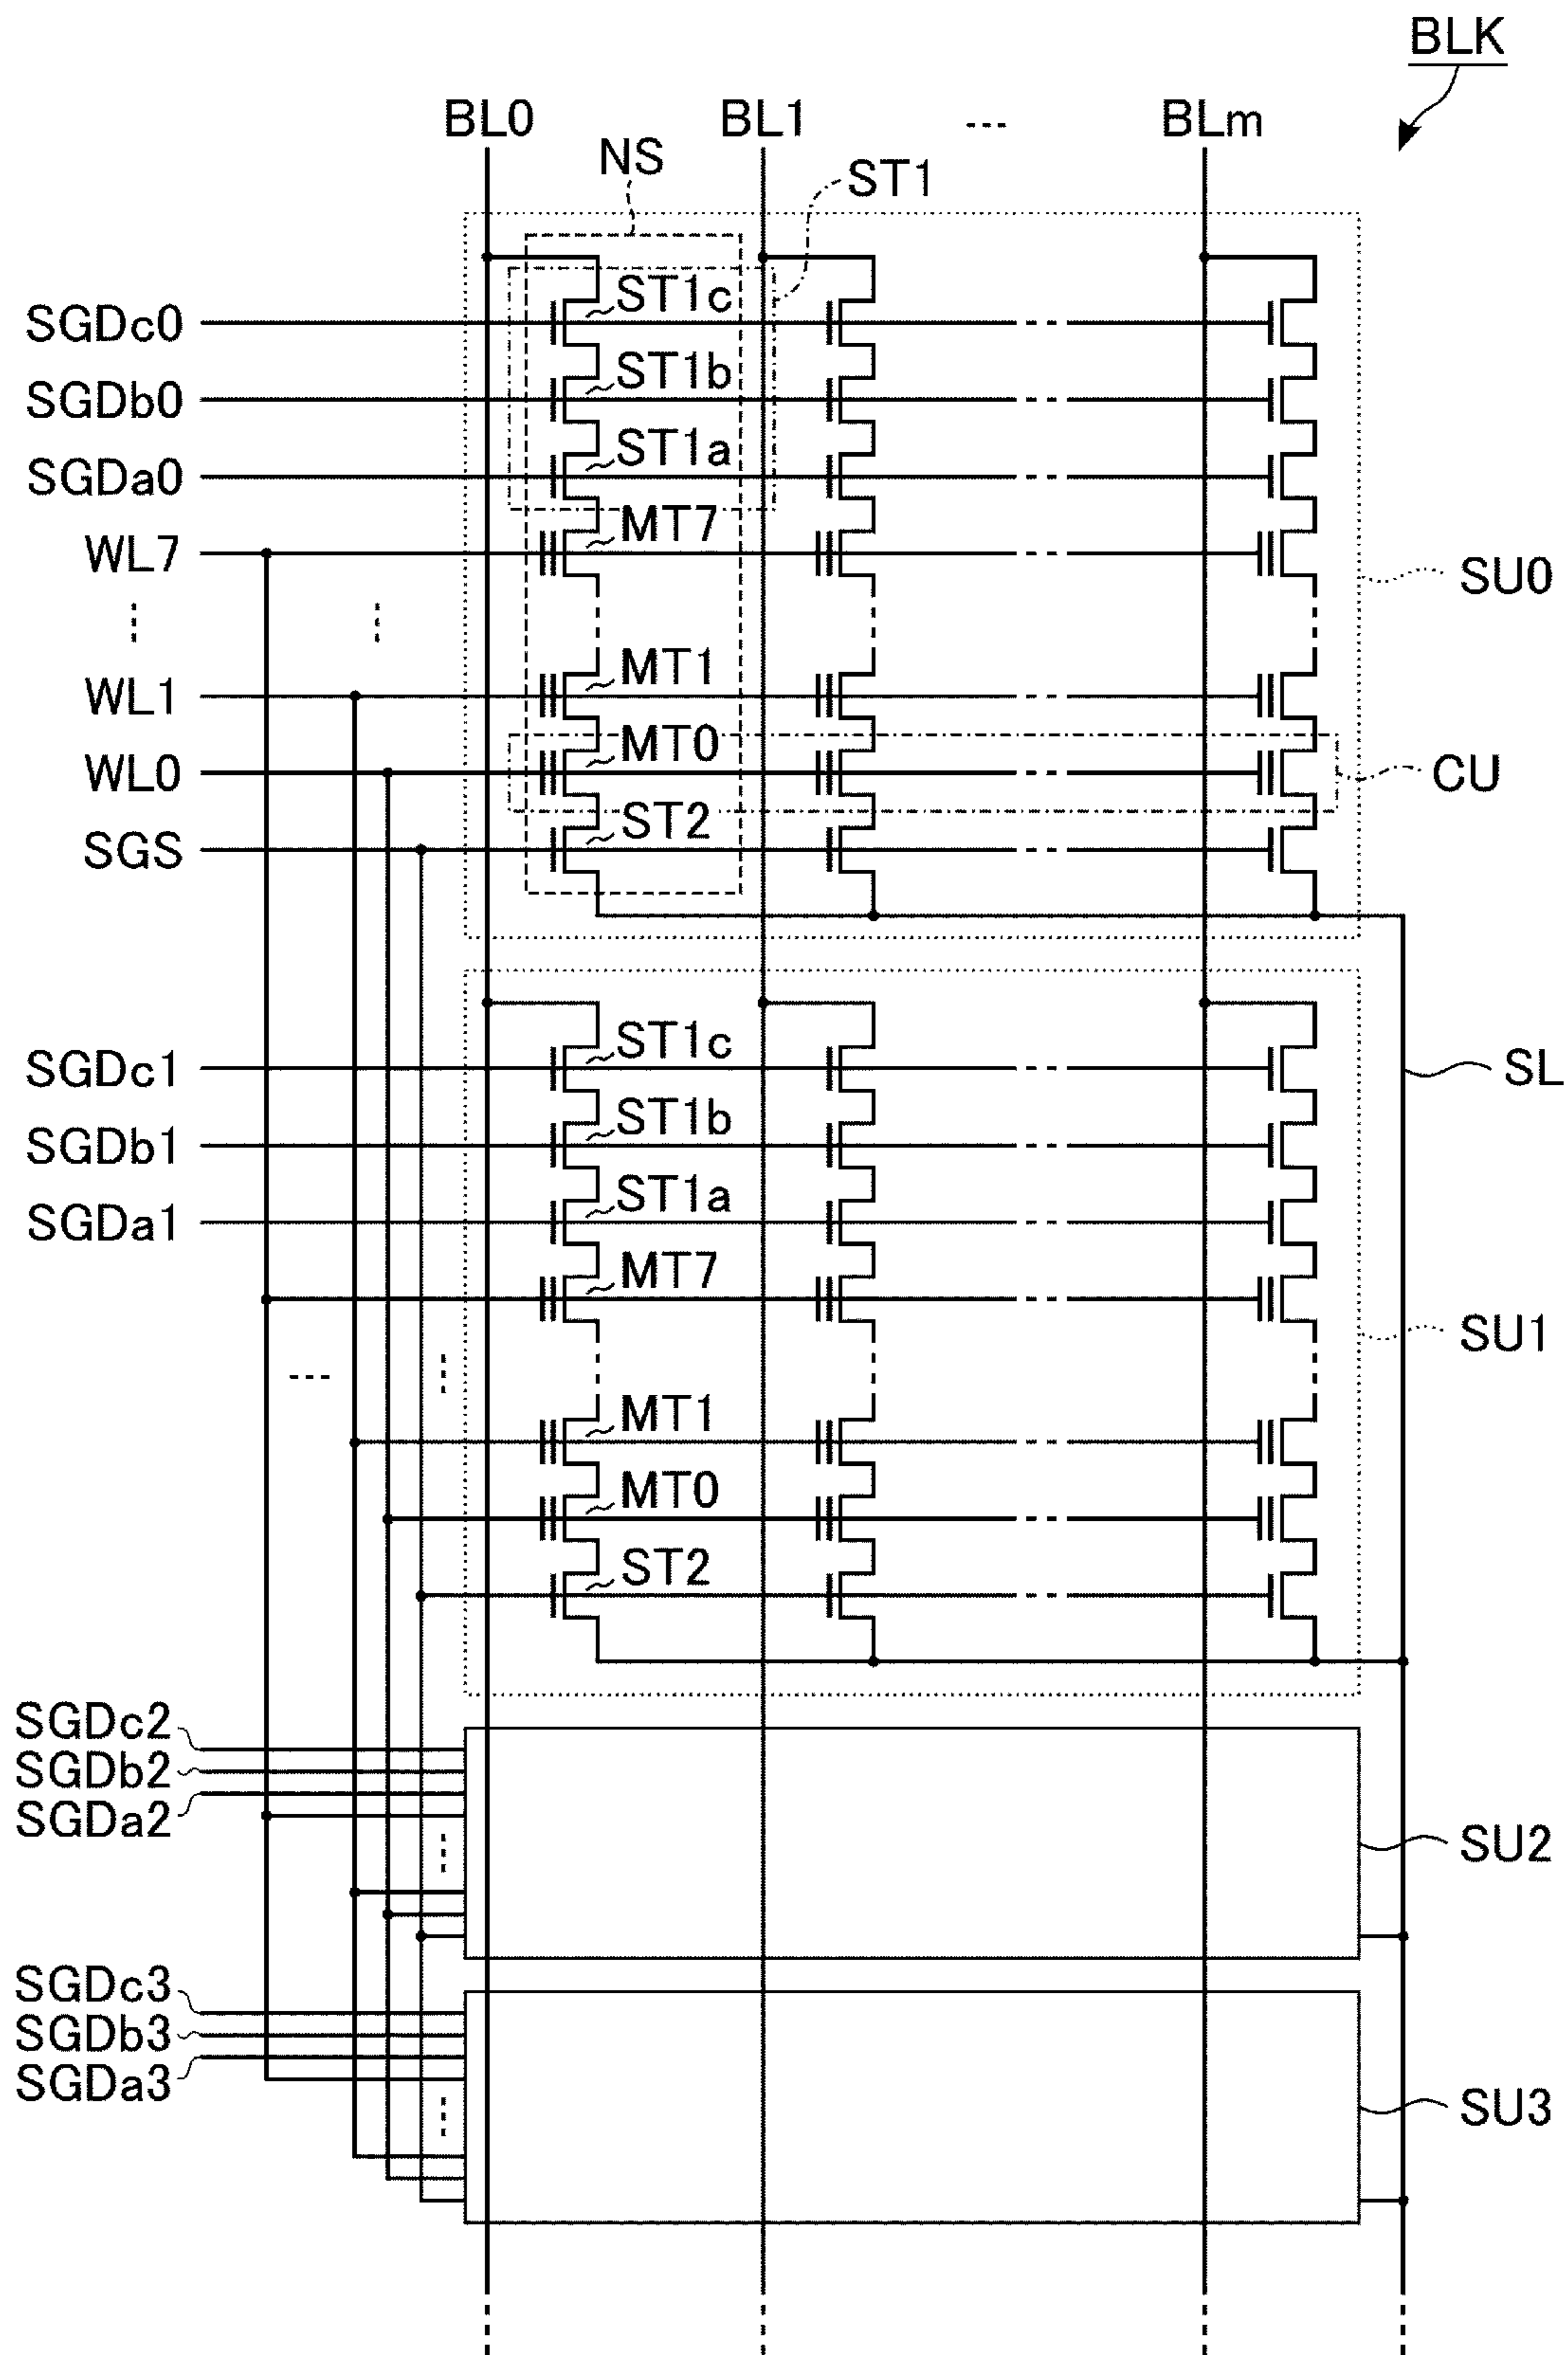 BLK
BL0 BL1 --- BLm
NS
ST1
SGDc0 ST1c
SGDb0 ST1b
SGDa0 ST1a
WL7 MT7
SU0
WL1 MT1
WL0 MT0 CU
SGS ST2
SGDc1 ST1c SL
SGDb1 ST1b
SGDa1 ST1a
MT7
SU1
MT1
MT0
ST2
SGDc2
SGDb2
SGDa2
SU2
SGDc3
SGDb3
SGDa3
SU3